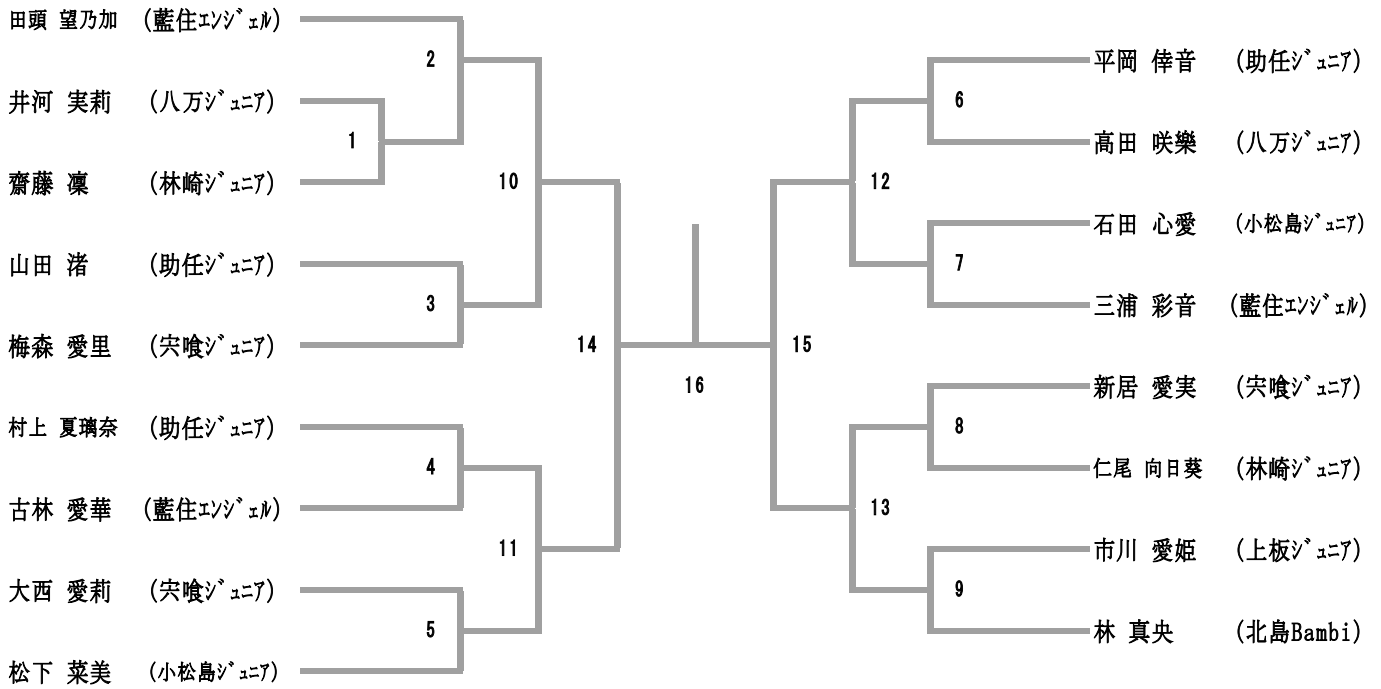 田頭 望乃加 (藍住ｴﾝｼﾞｪﾙ)
2
井河 実莉 (八万ｼﾞｭﾆｱ)
1
齋藤 凜 (林崎ｼﾞｭﾆｱ)
10
山田 渚 (助任ｼﾞｭﾆｱ)
3
梅森 愛里 (宍喰ｼﾞｭﾆｱ)
14
村上 夏璃奈 (助任ｼﾞｭﾆｱ)
4
古林 愛華 (藍住ｴﾝｼﾞｪﾙ)
11
大西 愛莉 (宍喰ｼﾞｭﾆｱ)
5
松下 菜美 (小松島ｼﾞｭﾆｱ)
16
平岡 倖音 (助任ｼﾞｭﾆｱ)
6
高田 咲樂 (八万ｼﾞｭﾆｱ)
12
石田 心愛 (小松島ｼﾞｭﾆｱ)
7
三浦 彩音 (藍住ｴﾝｼﾞｪﾙ)
15
新居 愛実 (宍喰ｼﾞｭﾆｱ)
8
仁尾 向日葵 (林崎ｼﾞｭﾆｱ)
13
市川 愛姫 (上板ｼﾞｭﾆｱ)
9
林 真央 (北島Bambi)